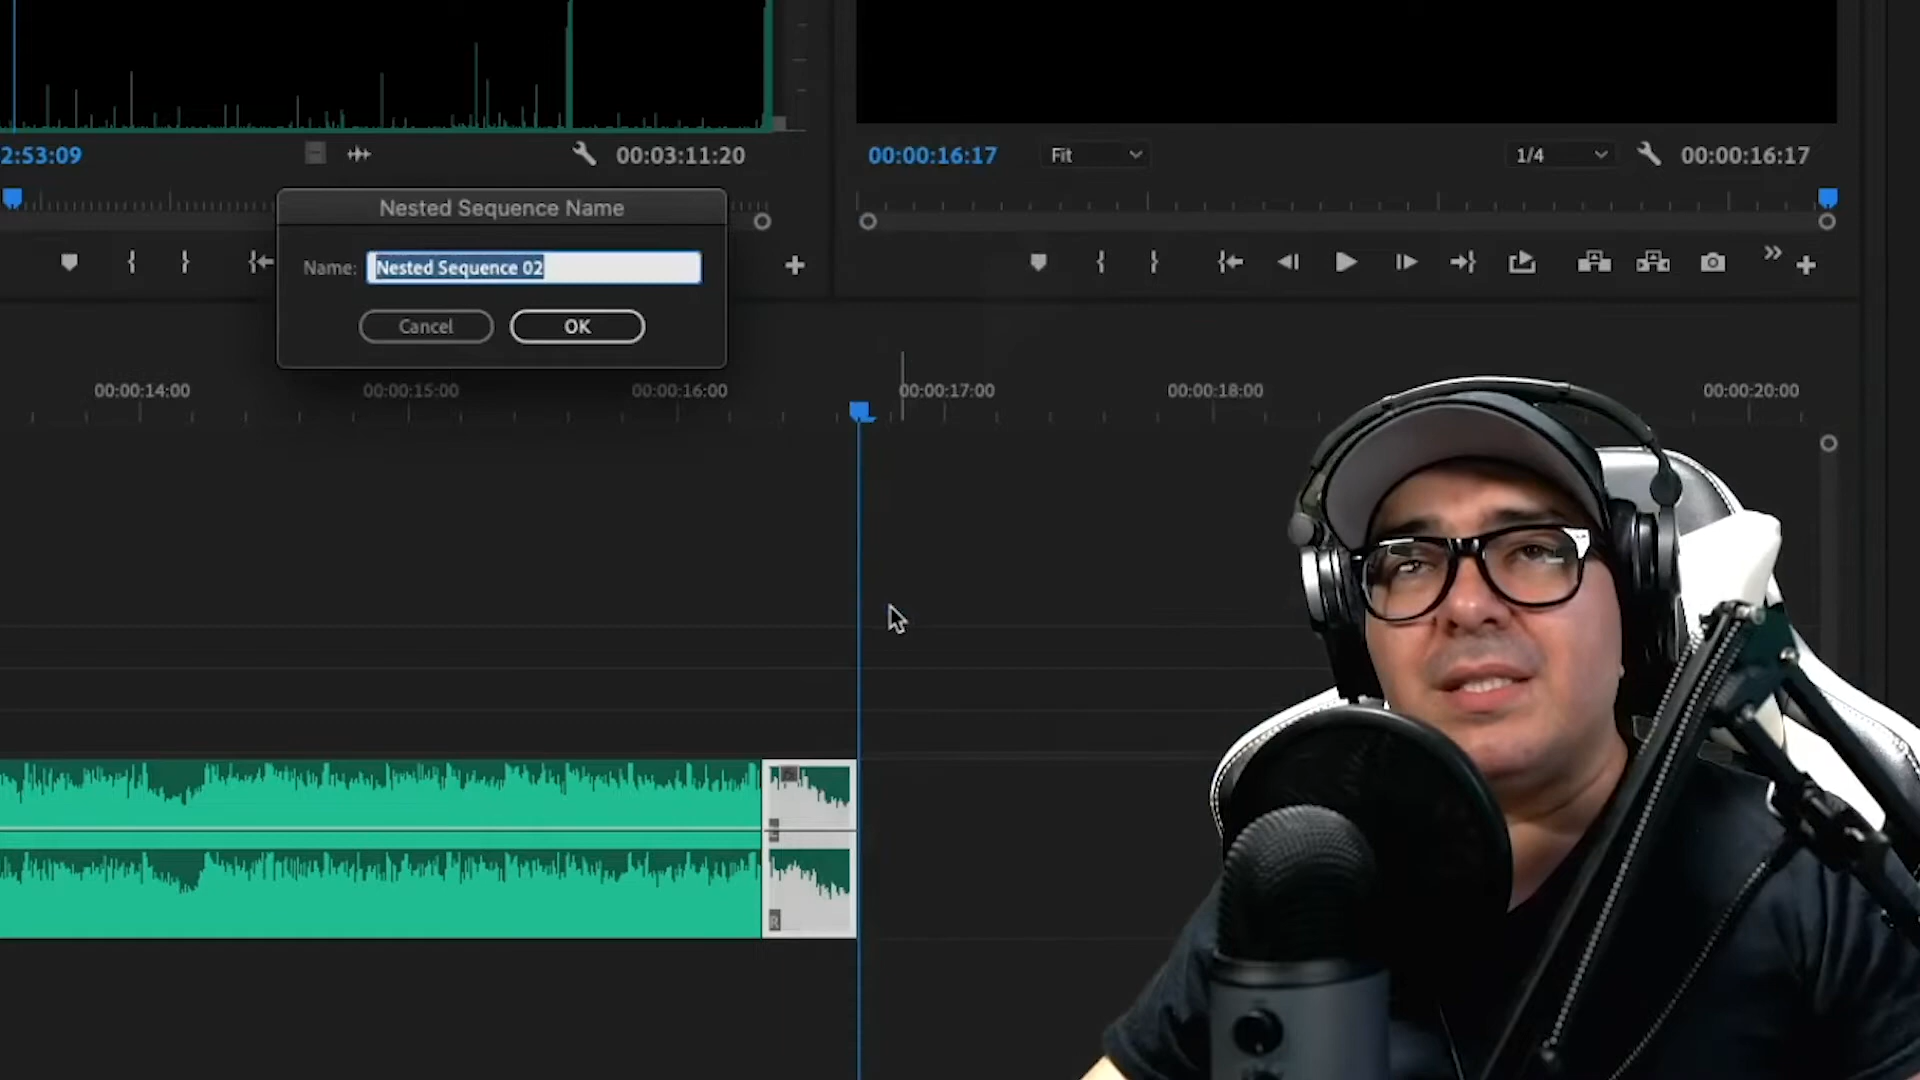 2:53:09
00:03:11:20
00:00:16:17
Fit
1/4
00:00:16:17
Nested Sequence Name
Name: Nested Sequence 02
Cancel
OK
00:00:14:00
00:00:15:00
00:00:16:00
00:00:17:00
00:00:18:00
00:00:20:00
L
R